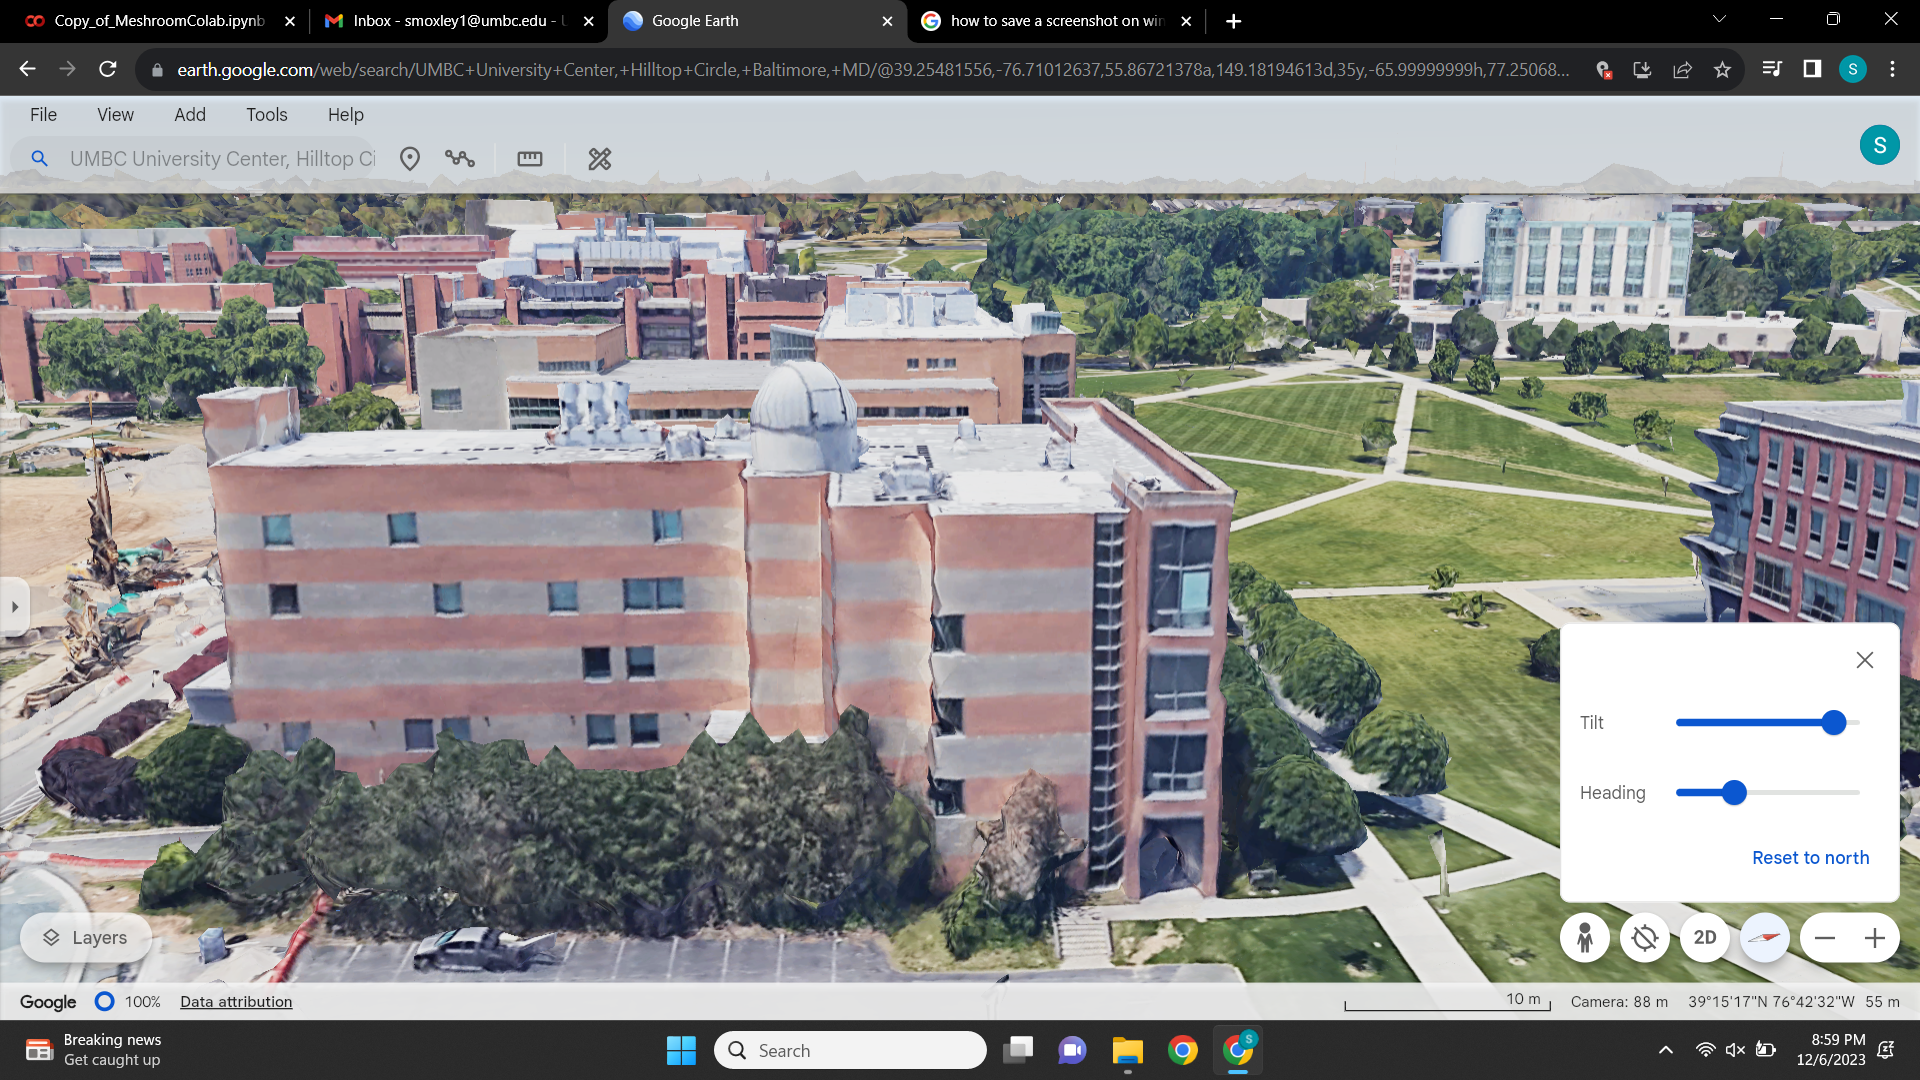 Copy_of_MeshroomColab.ipynb
Inbox - smoxley1@umbc.edu - U
Google Earth
how to save a screenshot on win
earth.google.com/web/search/UMBC+University+Center,+Hilltop+Circle,+Baltimore,+MD/@39.25481556,-76.71012637,55.86721378a,149.18194613d,35y,-65.99999999h,77.25068...
S
File View Add Tools Help
UMBC University Center, Hilltop Ci
S
Tilt
Heading
Reset to north
Layers
2D
Google 100% Data attribution
10 m Camera: 88 m 39°15'17"N 76°42'32"W 55 m
Breaking news
Get caught up
Search
S
8:59 PM
12/6/2023